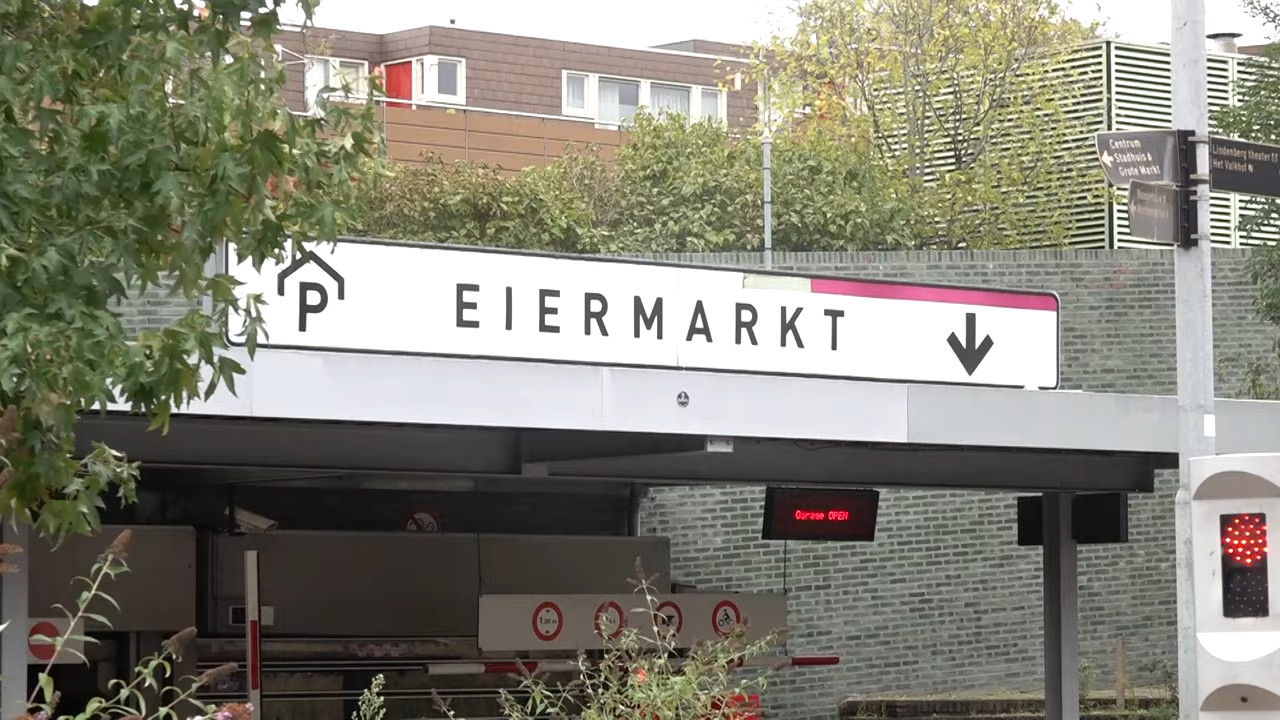 Centrum
Stadhuis &
Grote Markt
Lindenberg theater
Het Valkhof
P
EIERMARKT
Garage OPEN